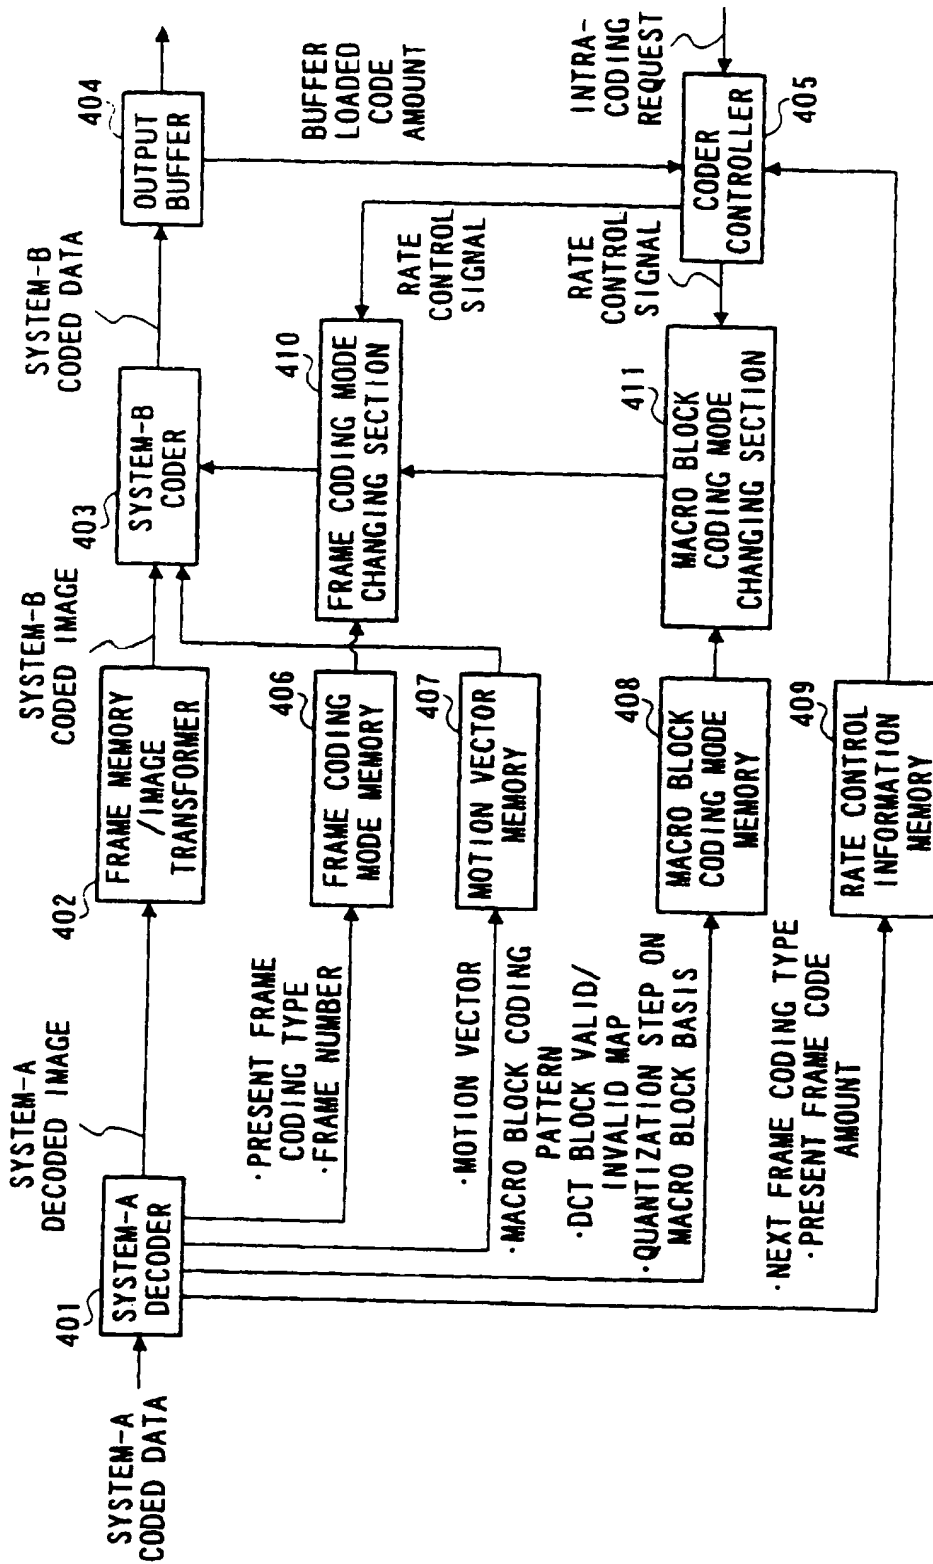 SYSTEM-A
CODED DATA
401
SYSTEM-A
DECODER
SYSTEM-A
DECODED IMAGE
402
FRAME MEMORY
/IMAGE
TRANSFORMER
SYSTEM-B
CODED IMAGE
403
SYSTEM-B
CODER
SYSTEM-B
CODED DATA
404
OUTPUT
BUFFER
·PRESENT FRAME
CODING TYPE
·FRAME NUMBER
406
FRAME CODING
MODE MEMORY
410
FRAME CODING MODE
CHANGING SECTION
RATE
CONTROL
SIGNAL
BUFFER
LOADED
CODE
AMOUNT
·MOTION VECTOR
407
MOTION VECTOR
MEMORY
·MACRO BLOCK CODING
PATTERN
·DCT BLOCK VALID/
INVALID MAP
·QUANTIZATION STEP ON
MACRO BLOCK BASIS
408
MACRO BLOCK
CODING MODE
MEMORY
411
MACRO BLOCK
CODING MODE
CHANGING SECTION
RATE
CONTROL
SIGNAL
CODER
CONTROLLER
405
INTRA-
CODING
REQUEST
·NEXT FRAME CODING TYPE
·PRESENT FRAME CODE
AMOUNT
409
RATE CONTROL
INFORMATION
MEMORY